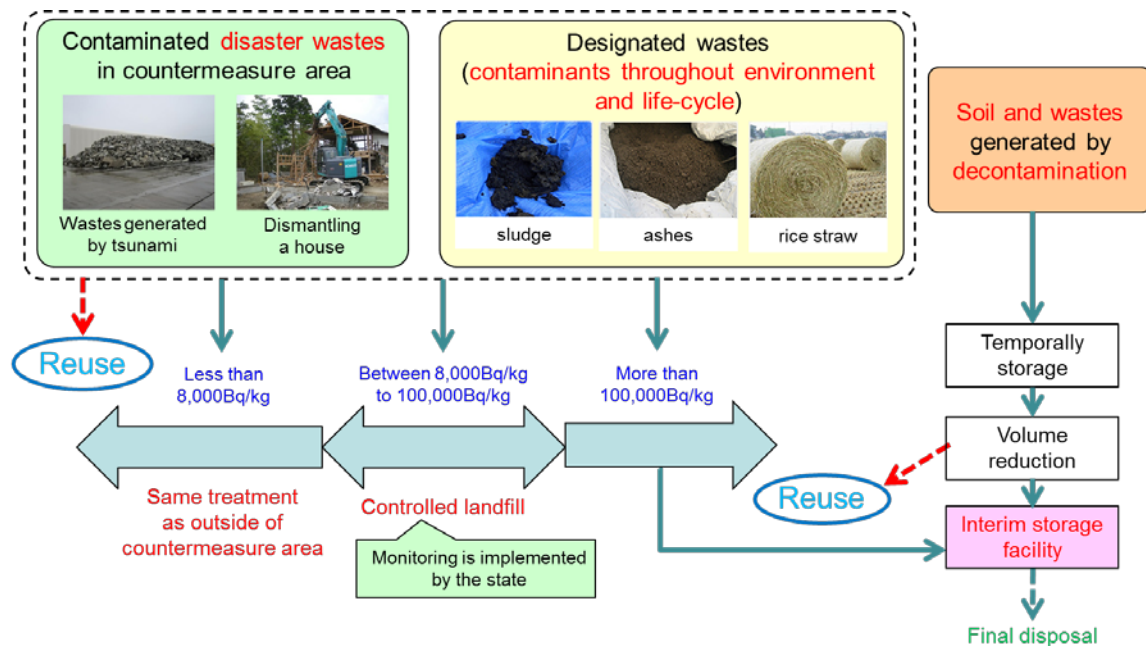 Contaminated disaster wastes
in countermeasure area
Wastes generated
by tsunami
Dismantling
a house
Designated wastes
(contaminants throughout environment
and life-cycle)
sludge
ashes
rice straw
Soil and wastes
generated by
decontamination
Reuse
Less than
8,000Bq/kg
Between 8,000Bq/kg
to 100,000Bq/kg
More than
100,000Bq/kg
Same treatment
as outside of
countermeasure area
Controlled landfill
Monitoring is implemented
by the state
Temporally
storage
Volume
reduction
Reuse
Interim storage
facility
Final disposal